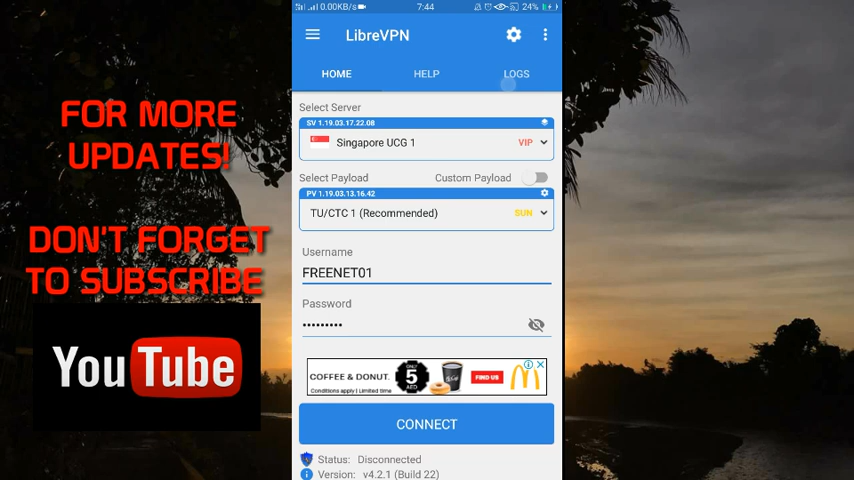 FOR MORE
UPDATES!
DON'T FORGET
TO SUBSCRIBE
YouTube
0.00KB/s
7:44
24%
LibreVPN
HOME
HELP
LOGS
Select Server
SV 1.19.03.17.22.08
Singapore UCG 1
VIP
Select Payload
Custom Payload
PV 1.19.03.13.16.42
TU/CTC 1 (Recommended)
SUN
Username
FREENET01
Password
•••••••••
COFFEE & DONUT.
Conditions apply | Limited time
ONLY
5
AED
FIND US
CONNECT
Status: Disconnected
Version: v4.2.1 (Build 22)